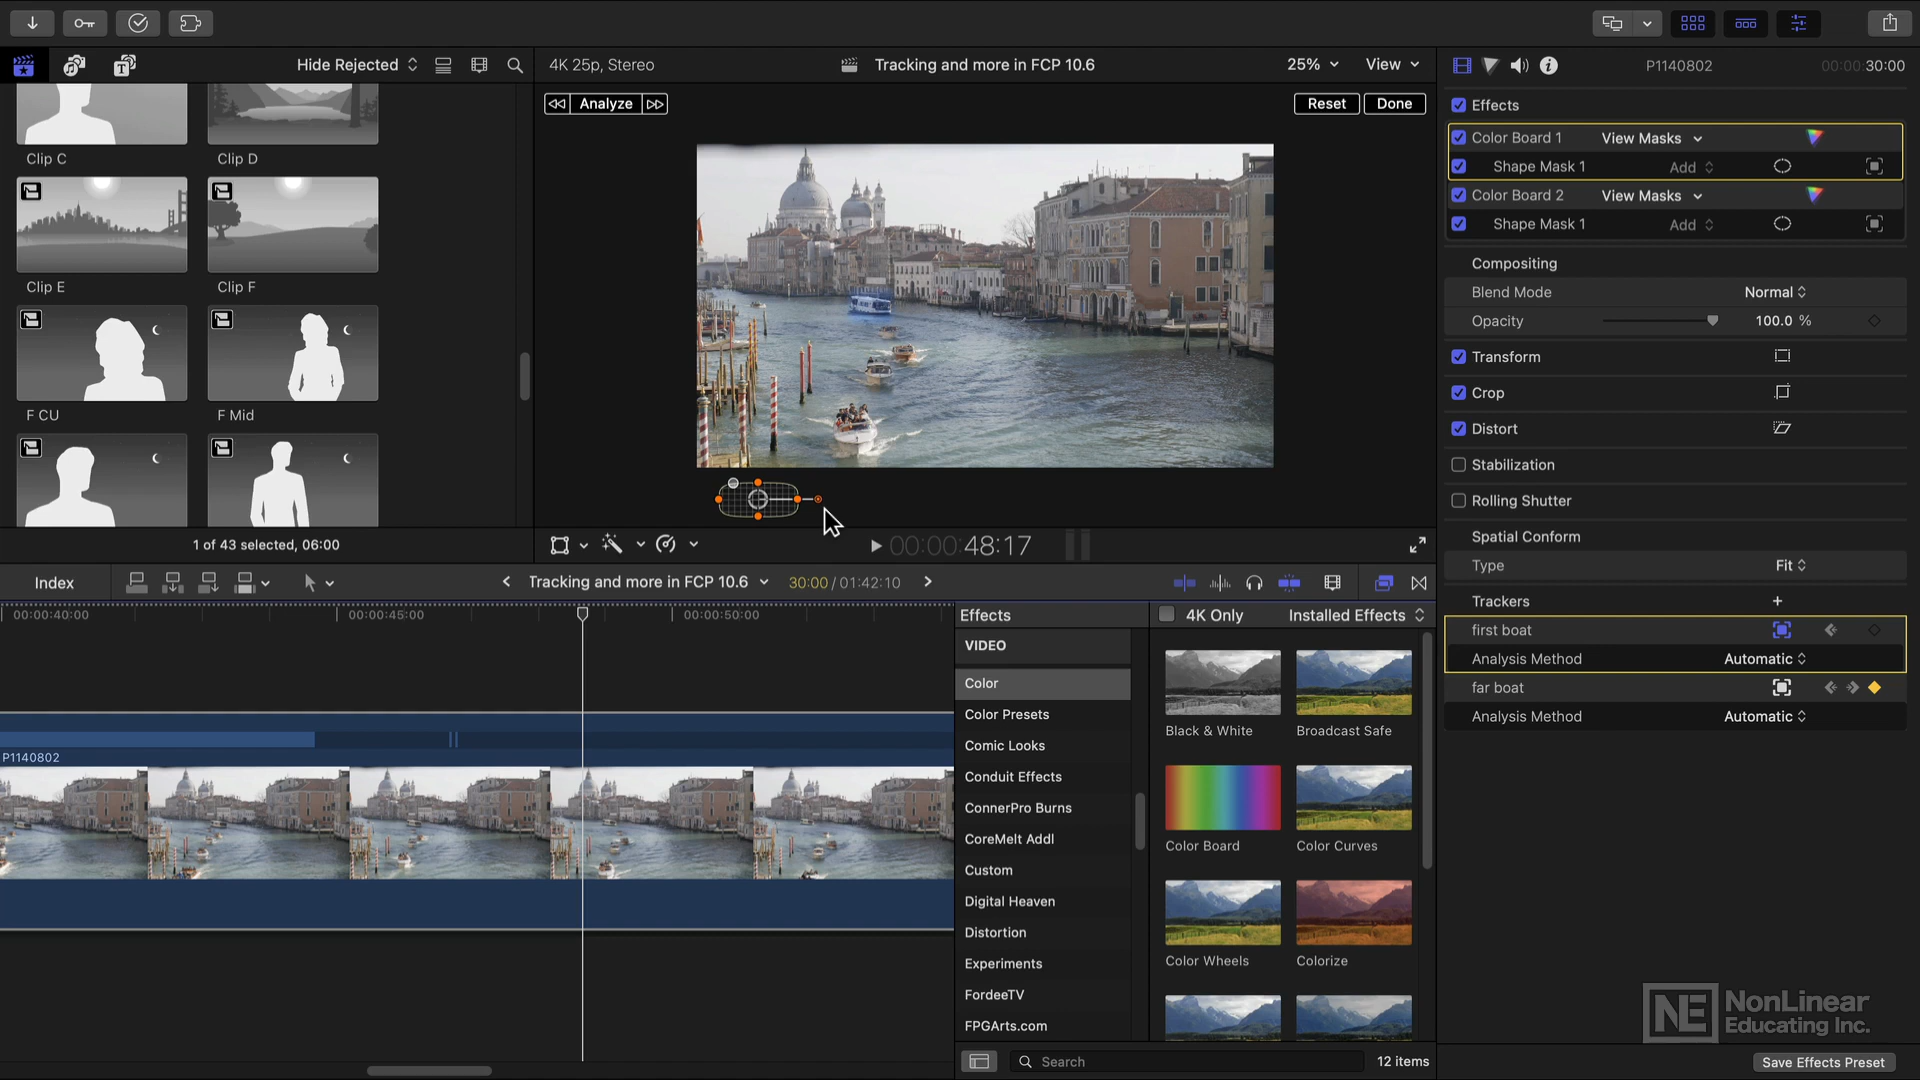 Hide Rejected
4K 25p, Stereo
Tracking and more in FCP 10.6
25%
View
P1140802
00:00:30:00
Clip C
Clip D
Clip E
Clip F
F CU
F Mid
1 of 43 selected, 06:00
Analyze
Reset
Done
00:00:48:17
Effects
Color Board 1
View Masks
Shape Mask 1
Add
Color Board 2
View Masks
Shape Mask 1
Add
Compositing
Blend Mode
Normal
Opacity
100.0 %
Transform
Crop
Distort
Stabilization
Rolling Shutter
Spatial Conform
Type
Fit
Trackers
first boat
Analysis Method
Automatic
far boat
Analysis Method
Automatic
Index
Tracking and more in FCP 10.6
30:00 / 01:42:10
00:00:40:00
00:00:45:00
00:00:50:00
P1140802
Effects
4K Only
Installed Effects
VIDEO
Color
Color Presets
Comic Looks
Conduit Effects
ConnerPro Burns
CoreMelt Addl
Custom
Digital Heaven
Distortion
Experiments
FordeeTV
FPGArts.com
Black & White
Broadcast Safe
Color Board
Color Curves
Color Wheels
Colorize
Search
12 items
NE NonLinear
Educating Inc.
Save Effects Preset